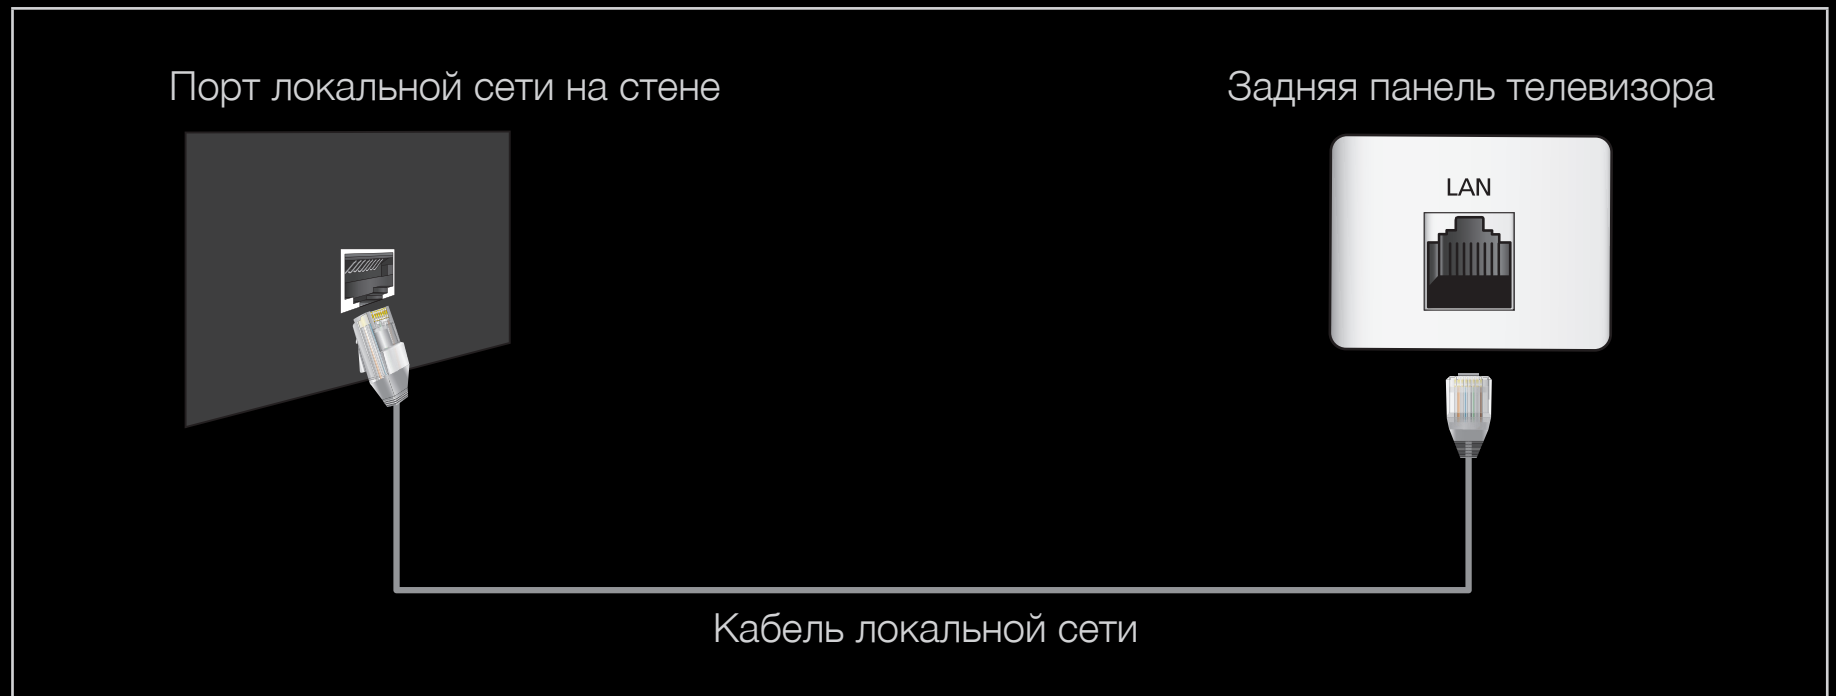 Порт локальной сети на стене
Задняя панель телевизора
LAN
Кабель локальной сети